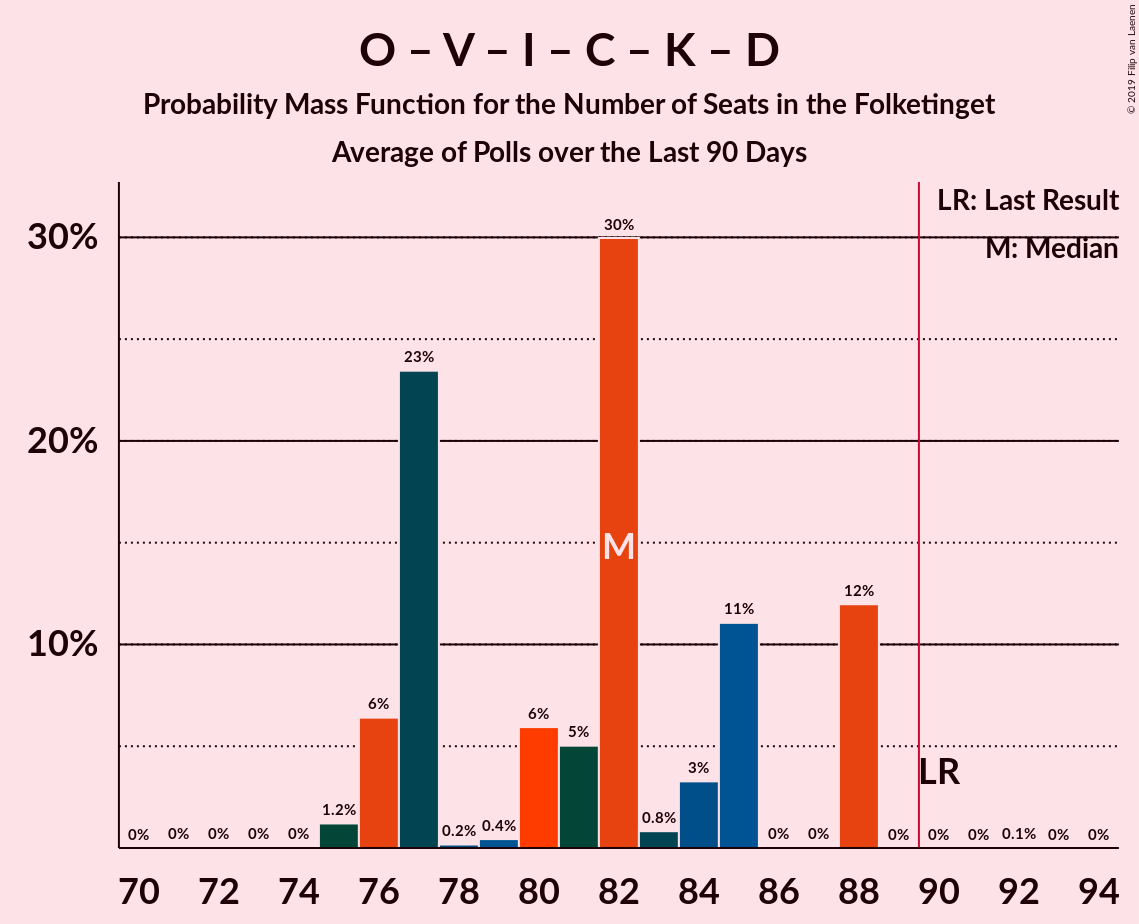 O – V – I – C – K – D
Probability Mass Function for the Number of Seats in the Folketinget
Average of Polls over the Last 90 Days
© 2019 Filip van Laenen
LR: Last Result
M: Median
30%
20%
10%
0% 0% 0% 0% 0% 1.2% 6% 23% 0.2% 0.4% 6% 5% 30% 0.8% 3% 11% 0% 0% 12% 0% 0% 0% 0.1% 0% 0%
M
LR
70 72 74 76 78 80 82 84 86 88 90 92 94